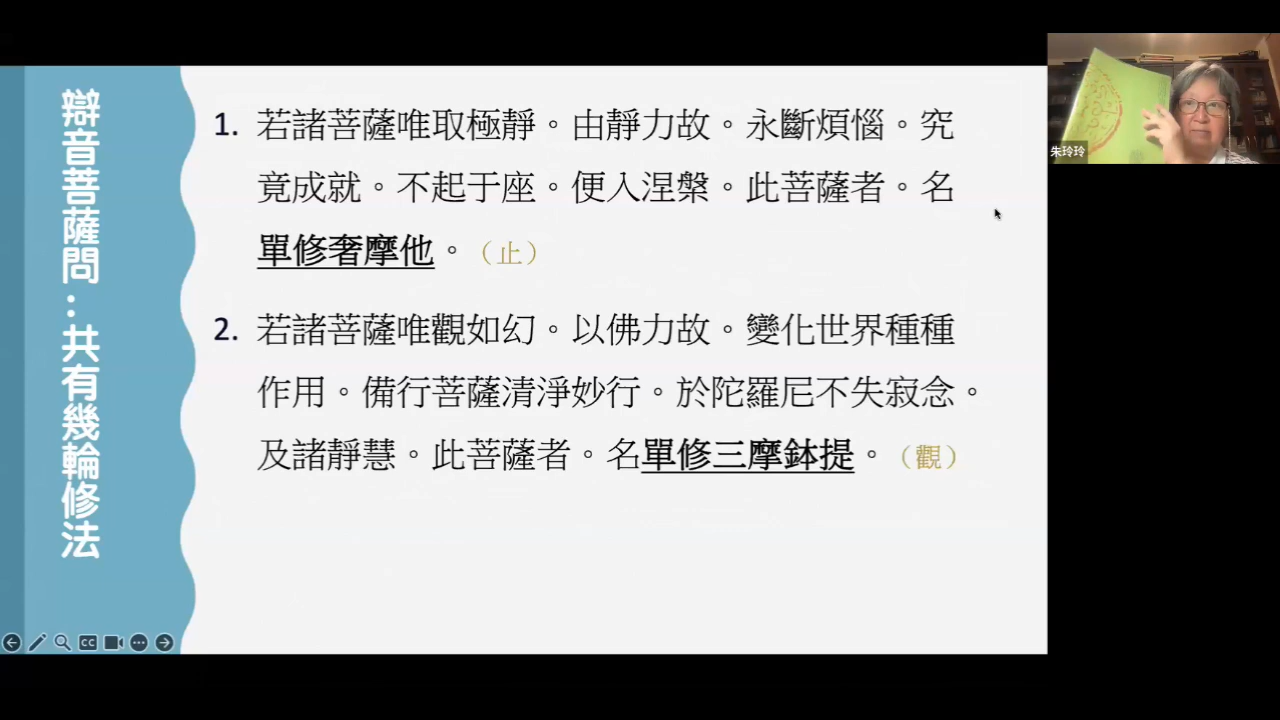 辯音菩薩問：共有幾輪修法
1. 若諸菩薩唯取極靜。由靜力故。永斷煩惱。究
竟成就。不起于座。便入涅槃。此菩薩者。名
單修奢摩他。（止）
2. 若諸菩薩唯觀如幻。以佛力故。變化世界種種
作用。備行菩薩清淨妙行。於陀羅尼不失寂念。
及諸靜慧。此菩薩者。名單修三摩鉢提。（觀）
朱玲玲
CC